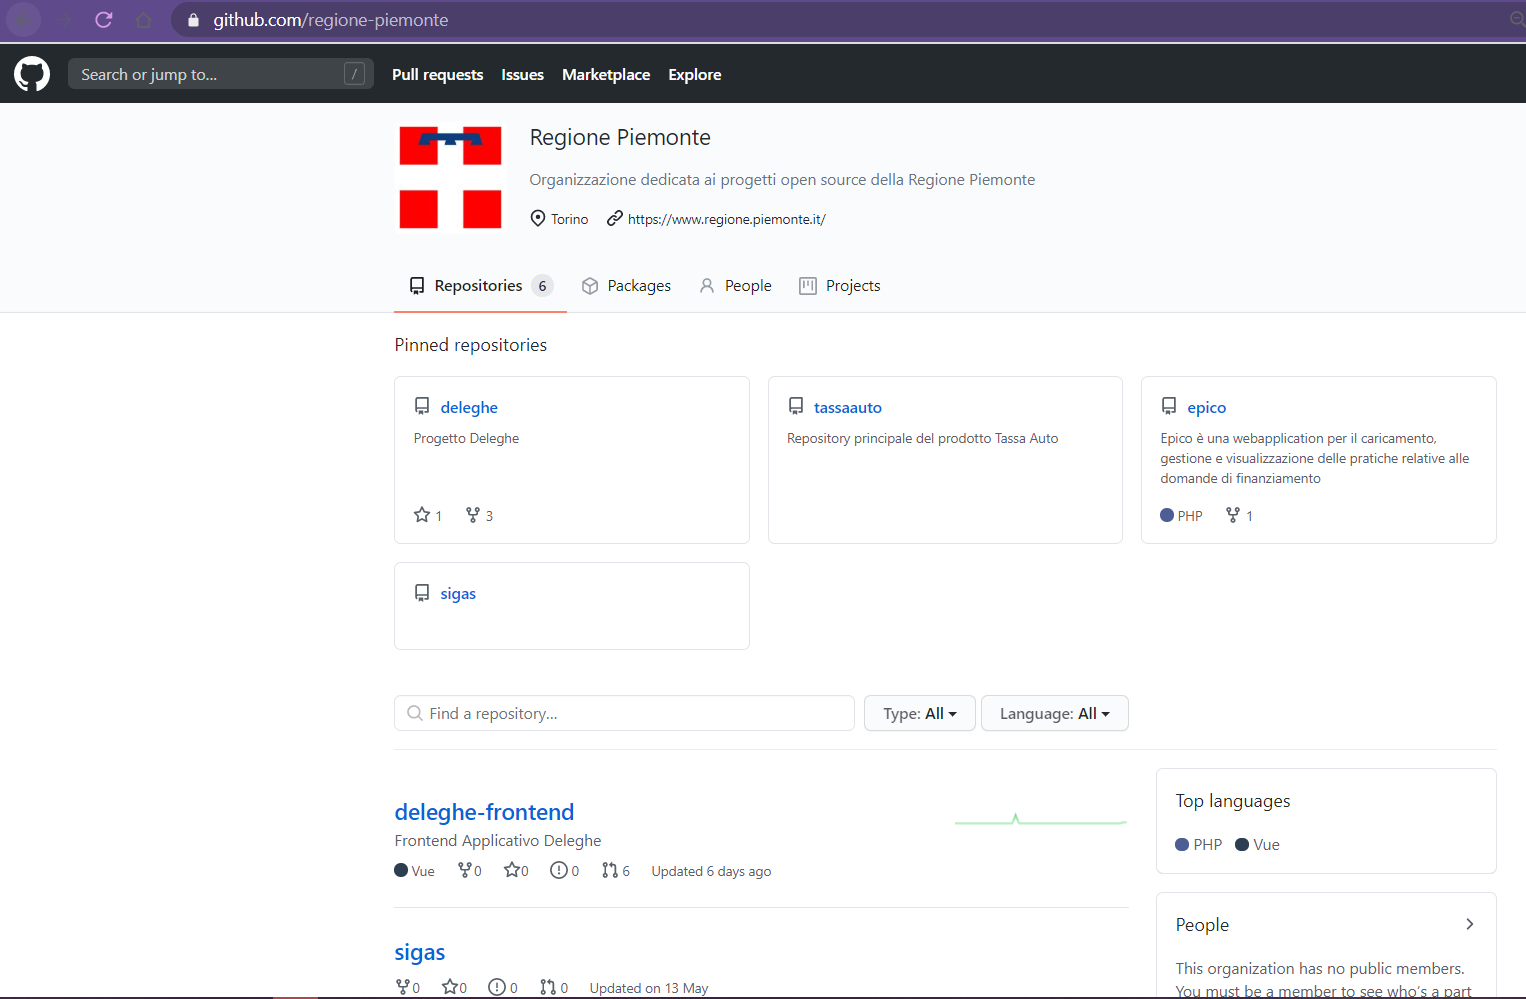 github.com/regione-piemonte
Search or jump to... /
Pull requests Issues Marketplace Explore
Regione Piemonte
Organizzazione dedicata ai progetti open source della Regione Piemonte
Torino https://www.regione.piemonte.it/
Repositories 6 Packages People Projects
Pinned repositories
deleghe
Progetto Deleghe
1 3
tassaauto
Repository principale del prodotto Tassa Auto
epico
Epico è una webapplication per il caricamento,
gestione e visualizzazione delle pratiche relative alle
domande di finanziamento
PHP 1
sigas
Find a repository... Type: All Language: All
deleghe-frontend
Frontend Applicativo Deleghe
Vue 0 0 0 6 Updated 6 days ago
sigas
0 0 0 0 Updated on 13 May
Top languages
PHP Vue
People
This organization has no public members.
You must be a member to see who's a part